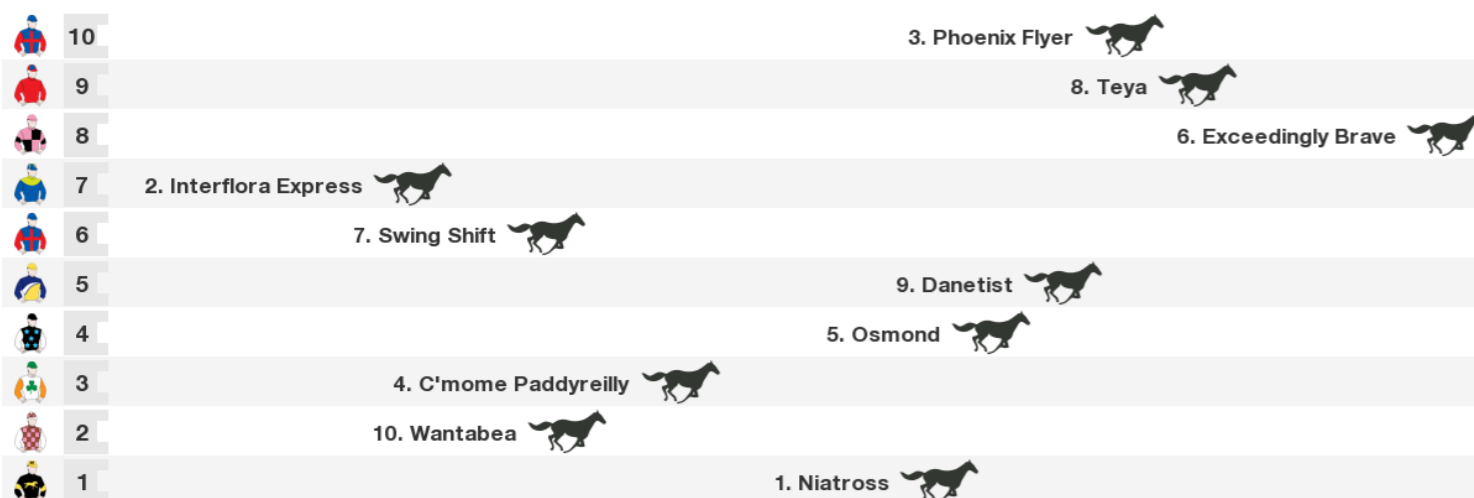 10 3. Phoenix Flyer
9 8. Teya
8 6. Exceedingly Brave
7 2. Interflora Express
6 7. Swing Shift
5 9. Danetist
4 5. Osmond
3 4. C'mome Paddyreilly
2 10. Wantabea
1 1. Niatross